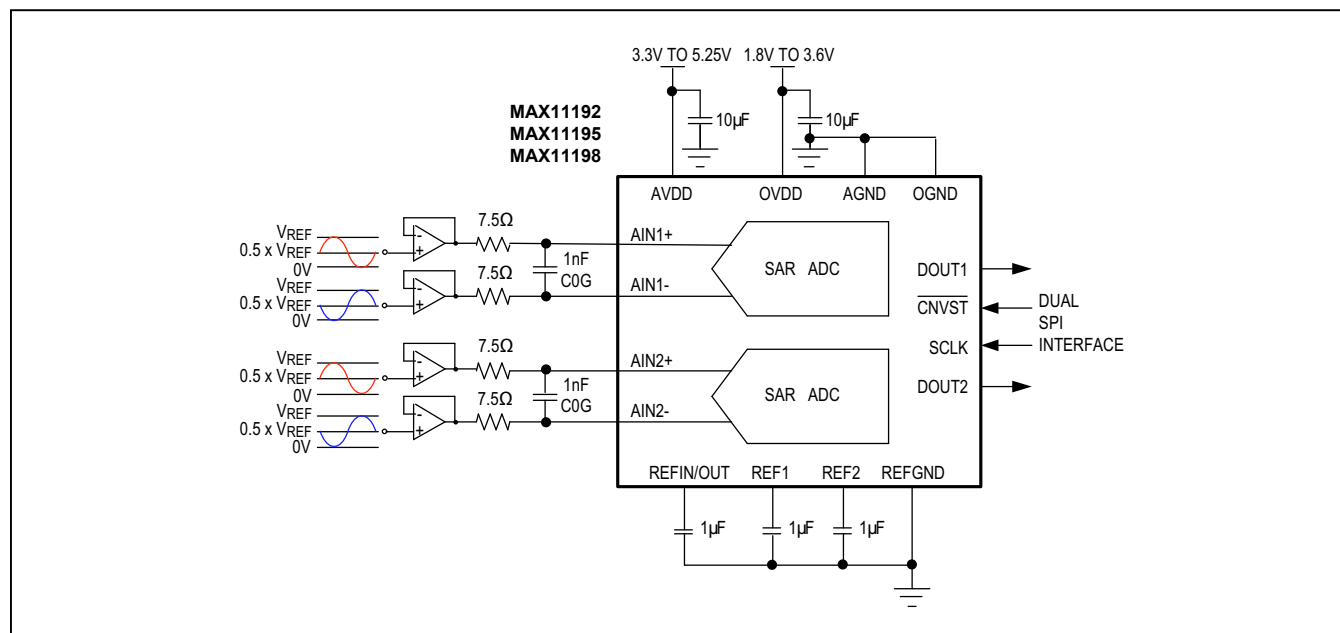 3.3V TO 5.25V
1.8V TO 3.6V
MAX11192
MAX11195
MAX11198
10µF
10µF
AVDD
OVDD
AGND
OGND
VREF
0.5 x VREF
0V
7.5Ω
AIN1+
1nF
C0G
SAR ADC
DOUT1
VREF
0.5 x VREF
0V
7.5Ω
AIN1-
CNVST
DUAL
SPI
INTERFACE
SCLK
VREF
0.5 x VREF
0V
7.5Ω
AIN2+
1nF
C0G
SAR ADC
DOUT2
VREF
0.5 x VREF
0V
7.5Ω
AIN2-
REFIN/OUT
REF1
REF2
REFGND
1µF
1µF
1µF